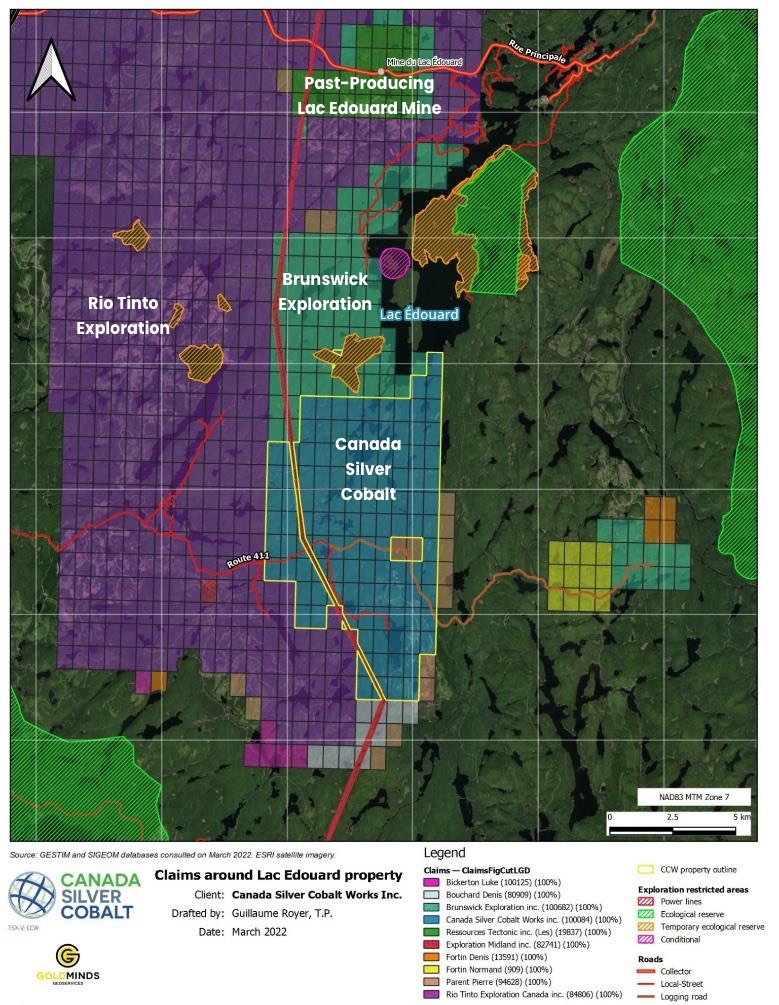 Mine du Lac Édouard
Rue Principale
Past-Producing
Lac Edouard Mine
Brunswick
Exploration
Rio Tinto
Exploration
Lac Édouard
Canada
Silver
Cobalt
Route 411
NAD83 MTM Zone 7
0 2.5 5 km
Source: GESTIM and SIGEOM databases consulted on March 2022. ESRI satellite imagery.
CANADA
SILVER
COBALT
TSX-V: CCW
GOLDMINDS
GEOSERVICES
Claims around Lac Edouard property
Client: Canada Silver Cobalt Works Inc.
Drafted by: Guillaume Royer, T.P.
Date: March 2022
Legend
Claims — ClaimsFigCutLGD
Bickerton Luke (100125) (100%)
Bouchard Denis (80909) (100%)
Brunswick Exploration inc. (100682) (100%)
Canada Silver Cobalt Works inc. (100084) (100%)
Ressources Tectonic inc. (Les) (19837) (100%)
Exploration Midland inc. (82741) (100%)
Fortin Denis (13591) (100%)
Fortin Normand (909) (100%)
Parent Pierre (94628) (100%)
Rio Tinto Exploration Canada inc. (84806) (100%)
CCW property outline
Exploration restricted areas
Power lines
Ecological reserve
Temporary ecological reserve
Conditional
Roads
Collector
Local-Street
Logging road